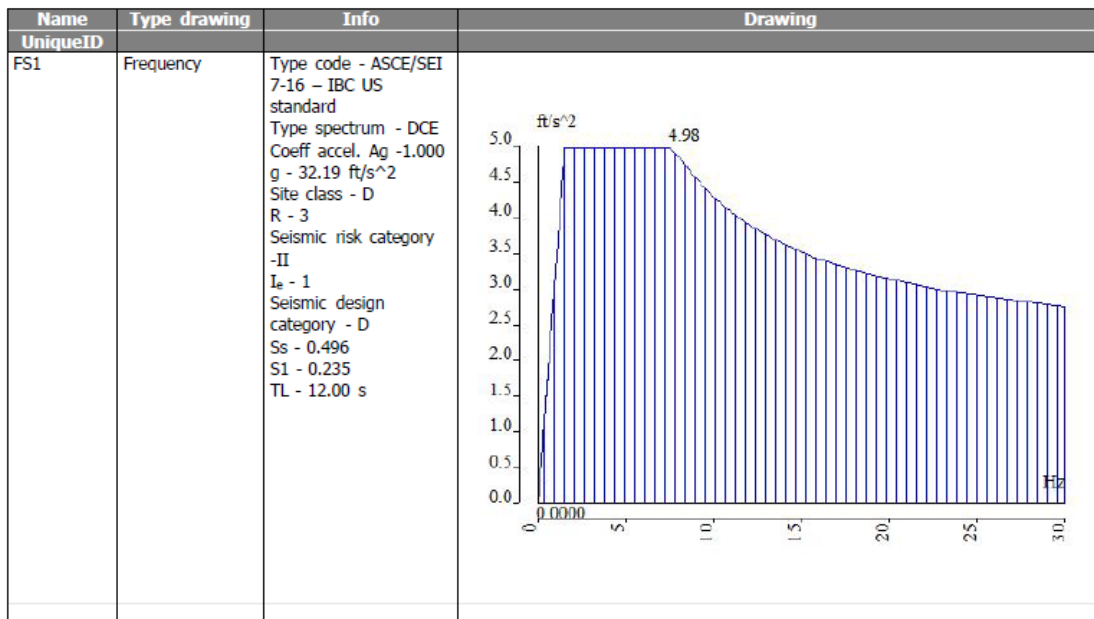 Name Type drawing Info Drawing
UniqueID
FS1 Frequency Type code - ASCE/SEI
7-16 – IBC US
standard
Type spectrum - DCE
Coeff accel. Ag -1.000
g - 32.19 ft/s^2
Site class - D
R - 3
Seismic risk category
-II
Iₑ - 1
Seismic design
category - D
Ss - 0.496
S1 - 0.235
TL - 12.00 s
ft/s^2
4.98
5.0
4.5
4.0
3.5
3.0
2.5
2.0
1.5
1.0
0.5
Hz
0.0
0.0000
0 5. 10. 15. 20. 25. 30.